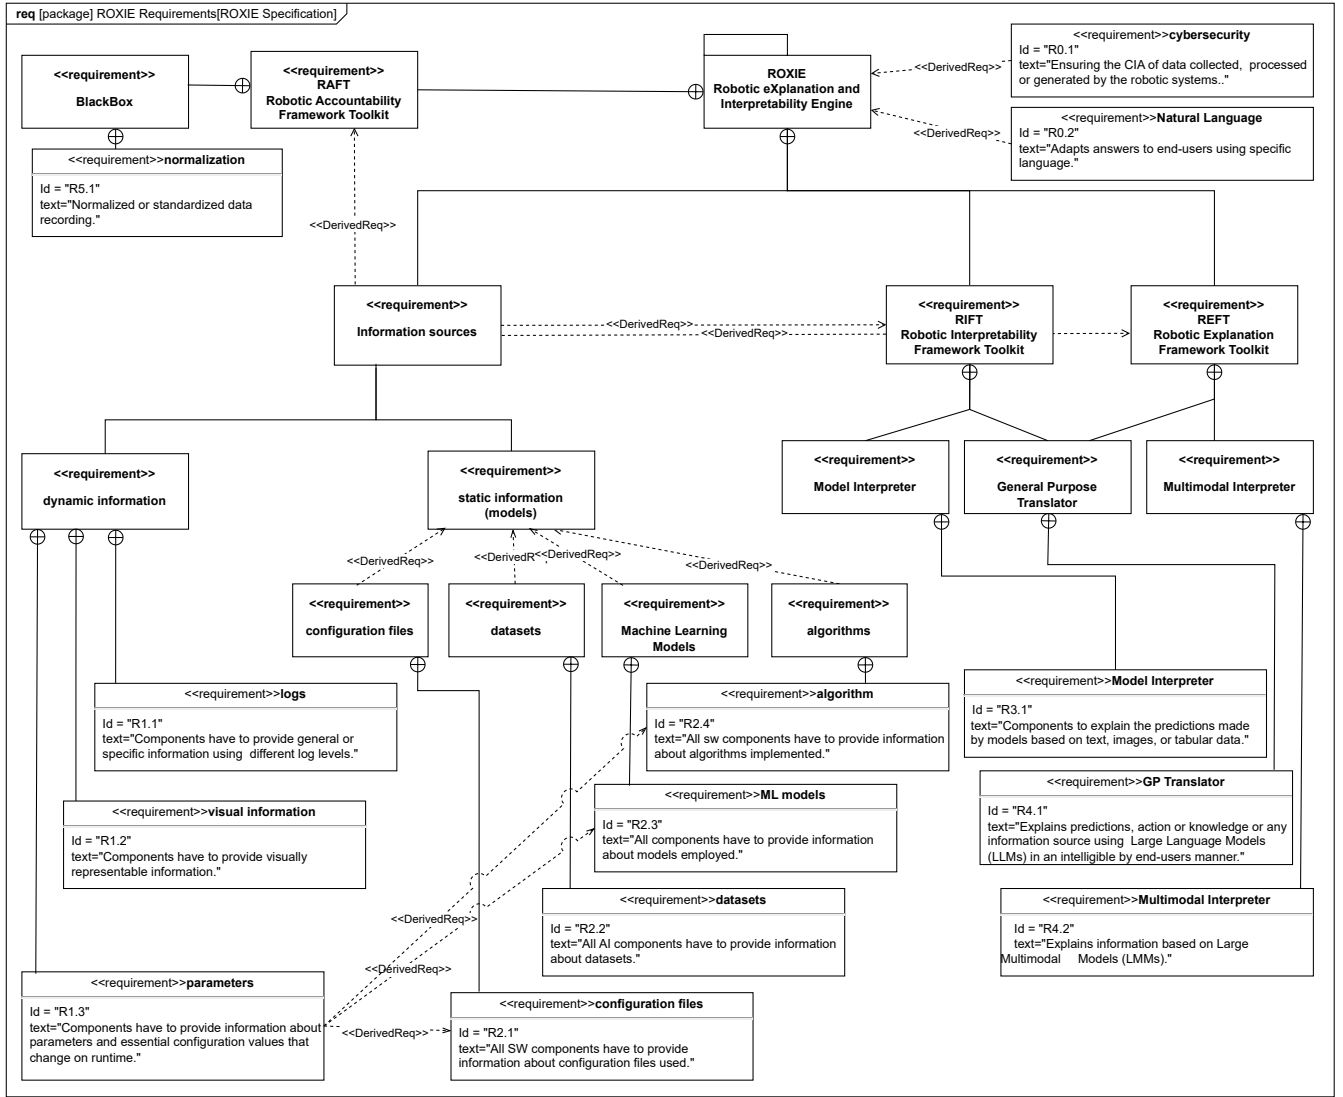 req [package] ROXIE Requirements[ROXIE Specification]
<<requirement>>
BlackBox
<<requirement>>
RAFT
Robotic Accountability
Framework Toolkit
ROXIE
Robotic eXplanation and
Interpretability Engine
<<DerivedReq>>
<<requirement>>cybersecurity
Id = "R0.1"
text="Ensuring the CIA of data collected, processed
or generated by the robotic systems.."
<<DerivedReq>>
<<requirement>>Natural Language
Id = "R0.2"
text="Adapts answers to end-users using specific
language."
<<requirement>>normalization
Id = "R5.1"
text="Normalized or standardized data
recording."
<<DerivedReq>>
<<requirement>>
Information sources
<<DerivedReq>>
<<DerivedReq>>
<<requirement>>
RIFT
Robotic Interpretability
Framework Toolkit
<<requirement>>
REFT
Robotic Explanation
Framework Toolkit
<<requirement>>
dynamic information
<<requirement>>
static information
(models)
<<requirement>>
Model Interpreter
<<requirement>>
General Purpose
Translator
<<requirement>>
Multimodal Interpreter
<<DerivedReq>>
<<DerivedR
<<DerivedReq>>
<<DerivedReq>>
<<requirement>>
configuration files
<<requirement>>
datasets
<<requirement>>
Machine Learning
Models
<<requirement>>
algorithms
<<requirement>>logs
Id = "R1.1"
text="Components have to provide general or
specific information using different log levels."
<<requirement>>algorithm
Id = "R2.4"
text="All sw components have to provide information
about algorithms implemented."
<<requirement>>Model Interpreter
Id = "R3.1"
text="Components to explain the predictions made
by models based on text, images, or tabular data."
<<requirement>>visual information
Id = "R1.2"
text="Components have to provide visually
representable information."
<<requirement>>ML models
Id = "R2.3"
text="All components have to provide information
about models employed."
<<requirement>>GP Translator
Id = "R4.1"
text="Explains predictions, action or knowledge or any
information source using Large Language Models
(LLMs) in an intelligible by end-users manner."
<<requirement>>datasets
Id = "R2.2"
text="All AI components have to provide information
about datasets."
<<requirement>>Multimodal Interpreter
Id = "R4.2"
text="Explains information based on Large
Multimodal Models (LMMs)."
<<DerivedReq>>
<<DerivedReq>>
<<requirement>>parameters
Id = "R1.3"
text="Components have to provide information about
parameters and essential configuration values that
change on runtime."
<<DerivedReq>>
<<requirement>>configuration files
Id = "R2.1"
text="All SW components have to provide
information about configuration files used."